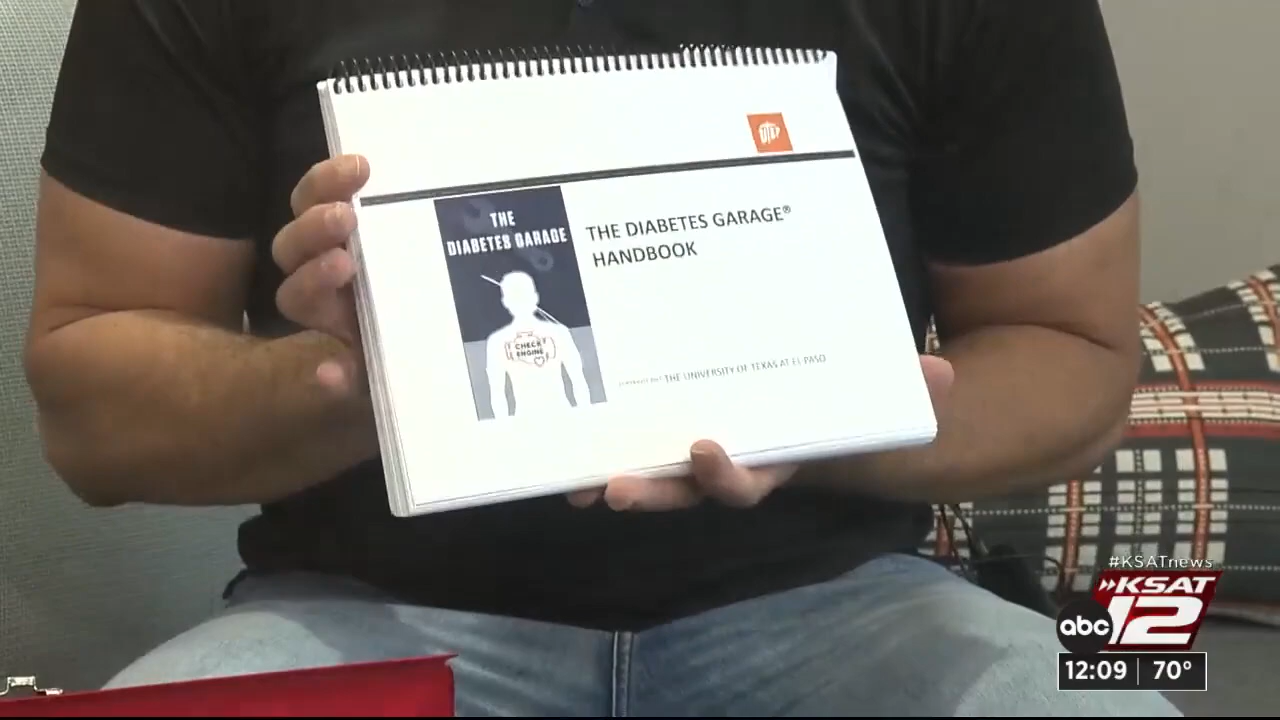 UTEP
THE
DIABETES GARAGE
CHECK
ENGINE
THE DIABETES GARAGE®
HANDBOOK
THE UNIVERSITY OF TEXAS AT EL PASO
#KSATnews
KSAT
abc 12
12:09 70°